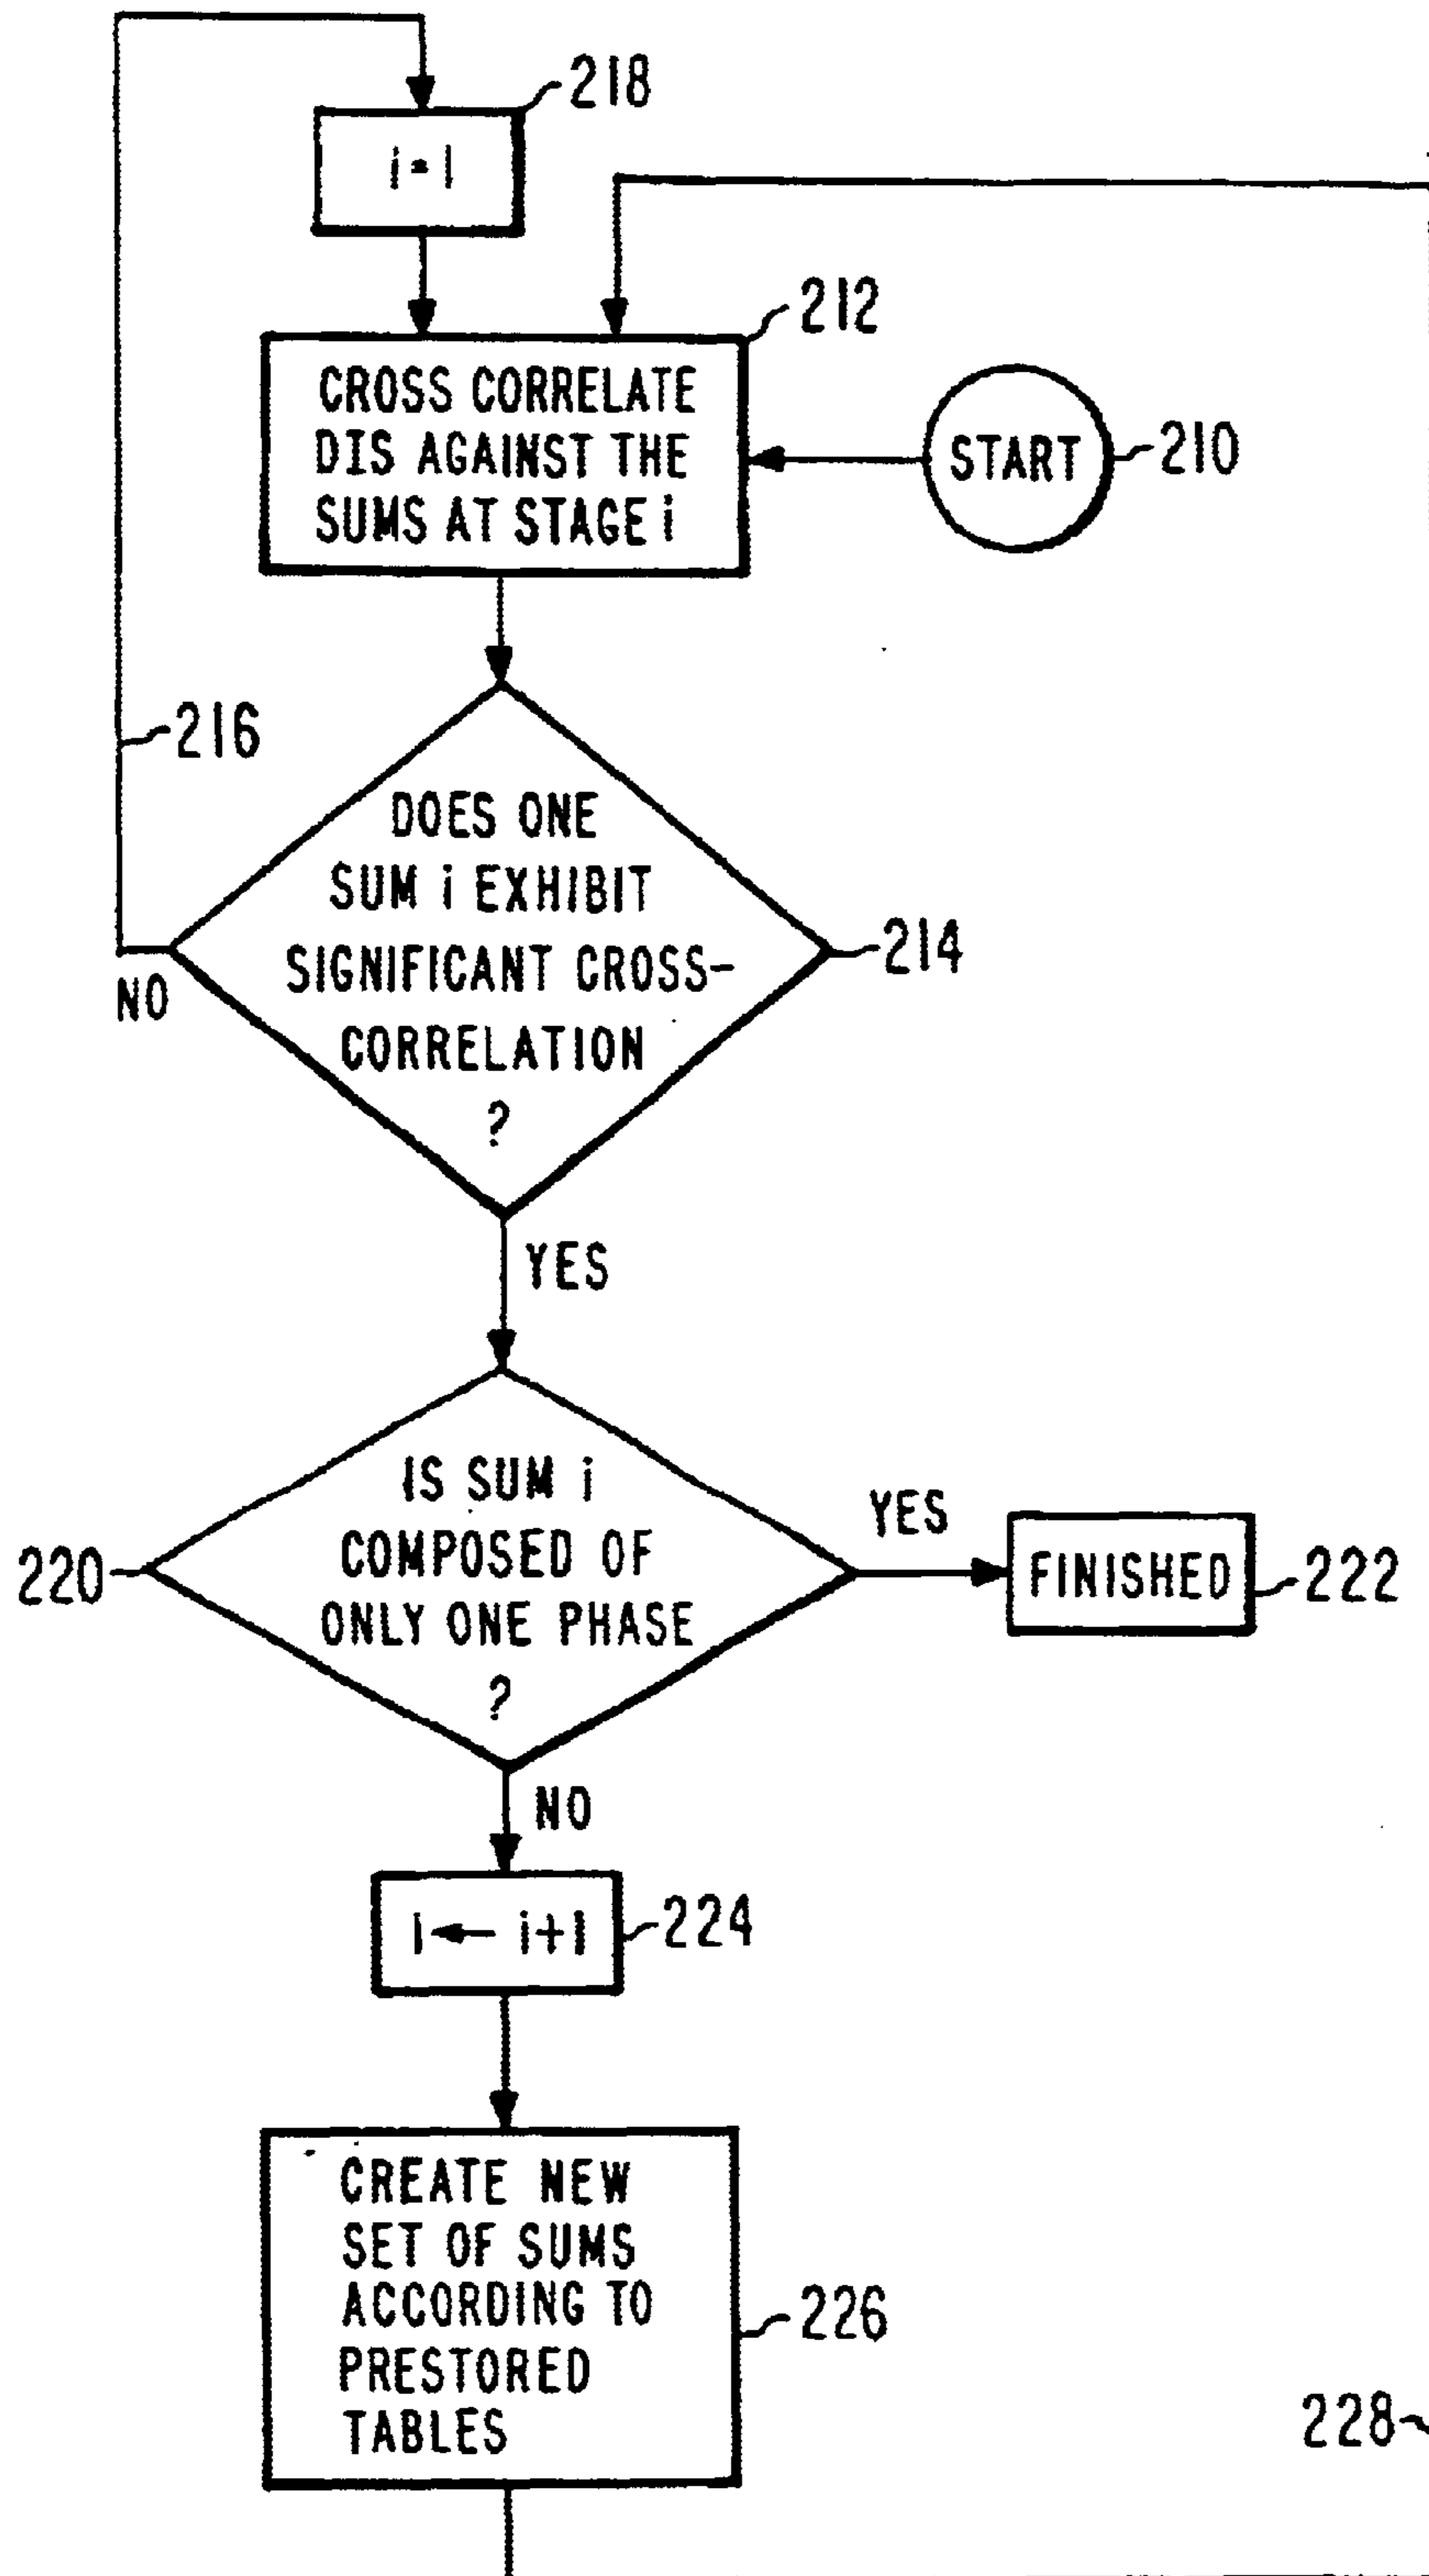 218
i=1
212
CROSS CORRELATE
DIS AGAINST THE
SUMS AT STAGE i
START
210
216
DOES ONE
SUM i EXHIBIT
SIGNIFICANT CROSS-
CORRELATION
?
214
NO
YES
IS SUM i
COMPOSED OF
ONLY ONE PHASE
?
220
YES
FINISHED
222
NO
i← i+1
224
CREATE NEW
SET OF SUMS
ACCORDING TO
PRESTORED
TABLES
226
228